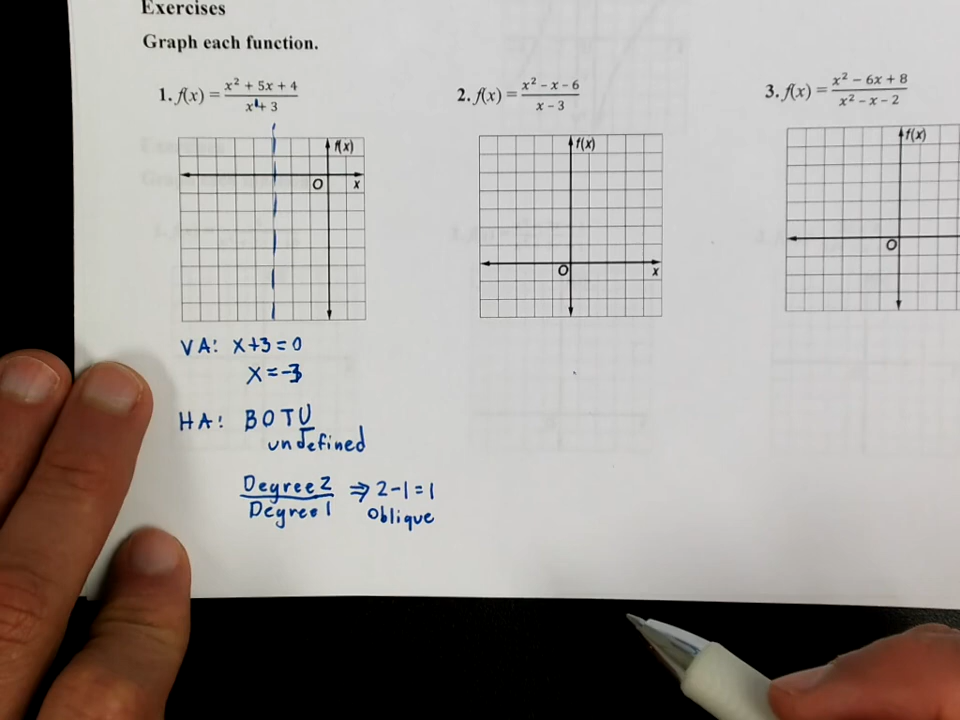 Exercises
Graph each function.
1. f(x) = (x² + 5x + 4)/(x¹ + 3)
2. f(x) = (x² − x − 6)/(x − 3)
3. f(x) = (x² − 6x + 8)/(x² − x − 2)
f(x)
O x
f(x)
O x
f(x)
O
VA: x+3=0
x=-3
HA: BOTU
undefined
Degree 2 ⇒ 2-1=1
Degree 1 Oblique